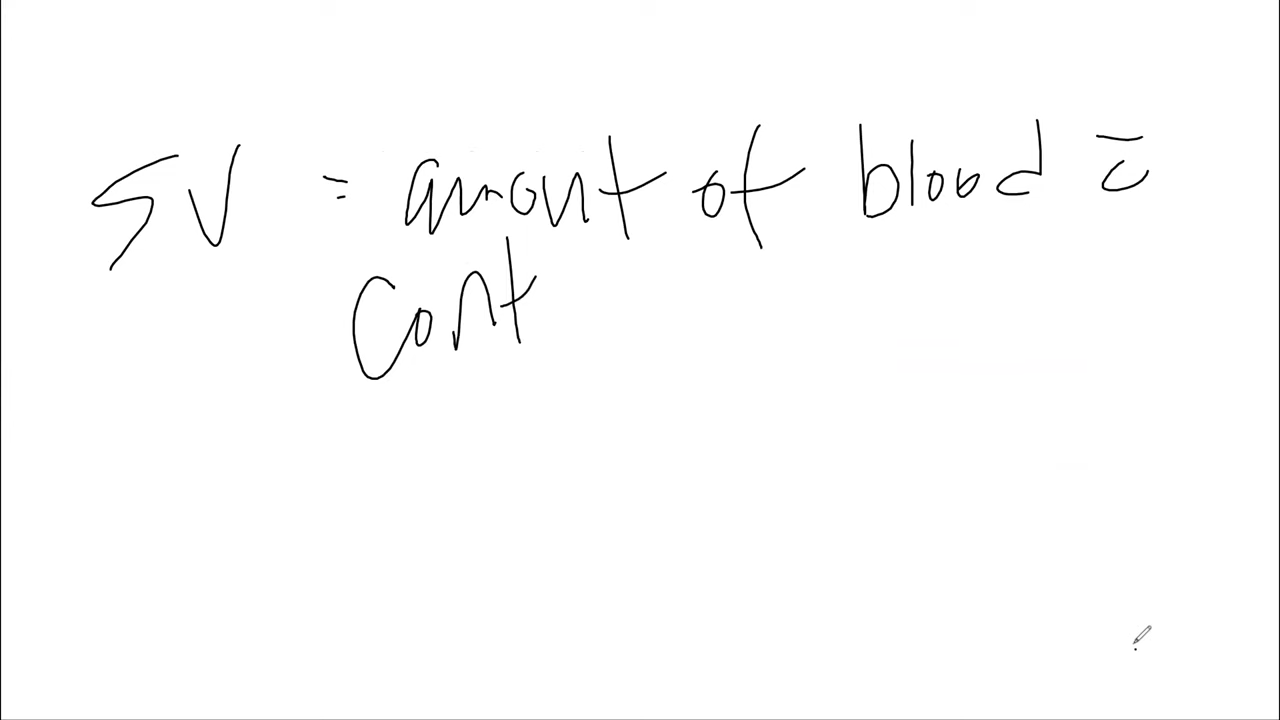 SV = amount of blood c̄
cont